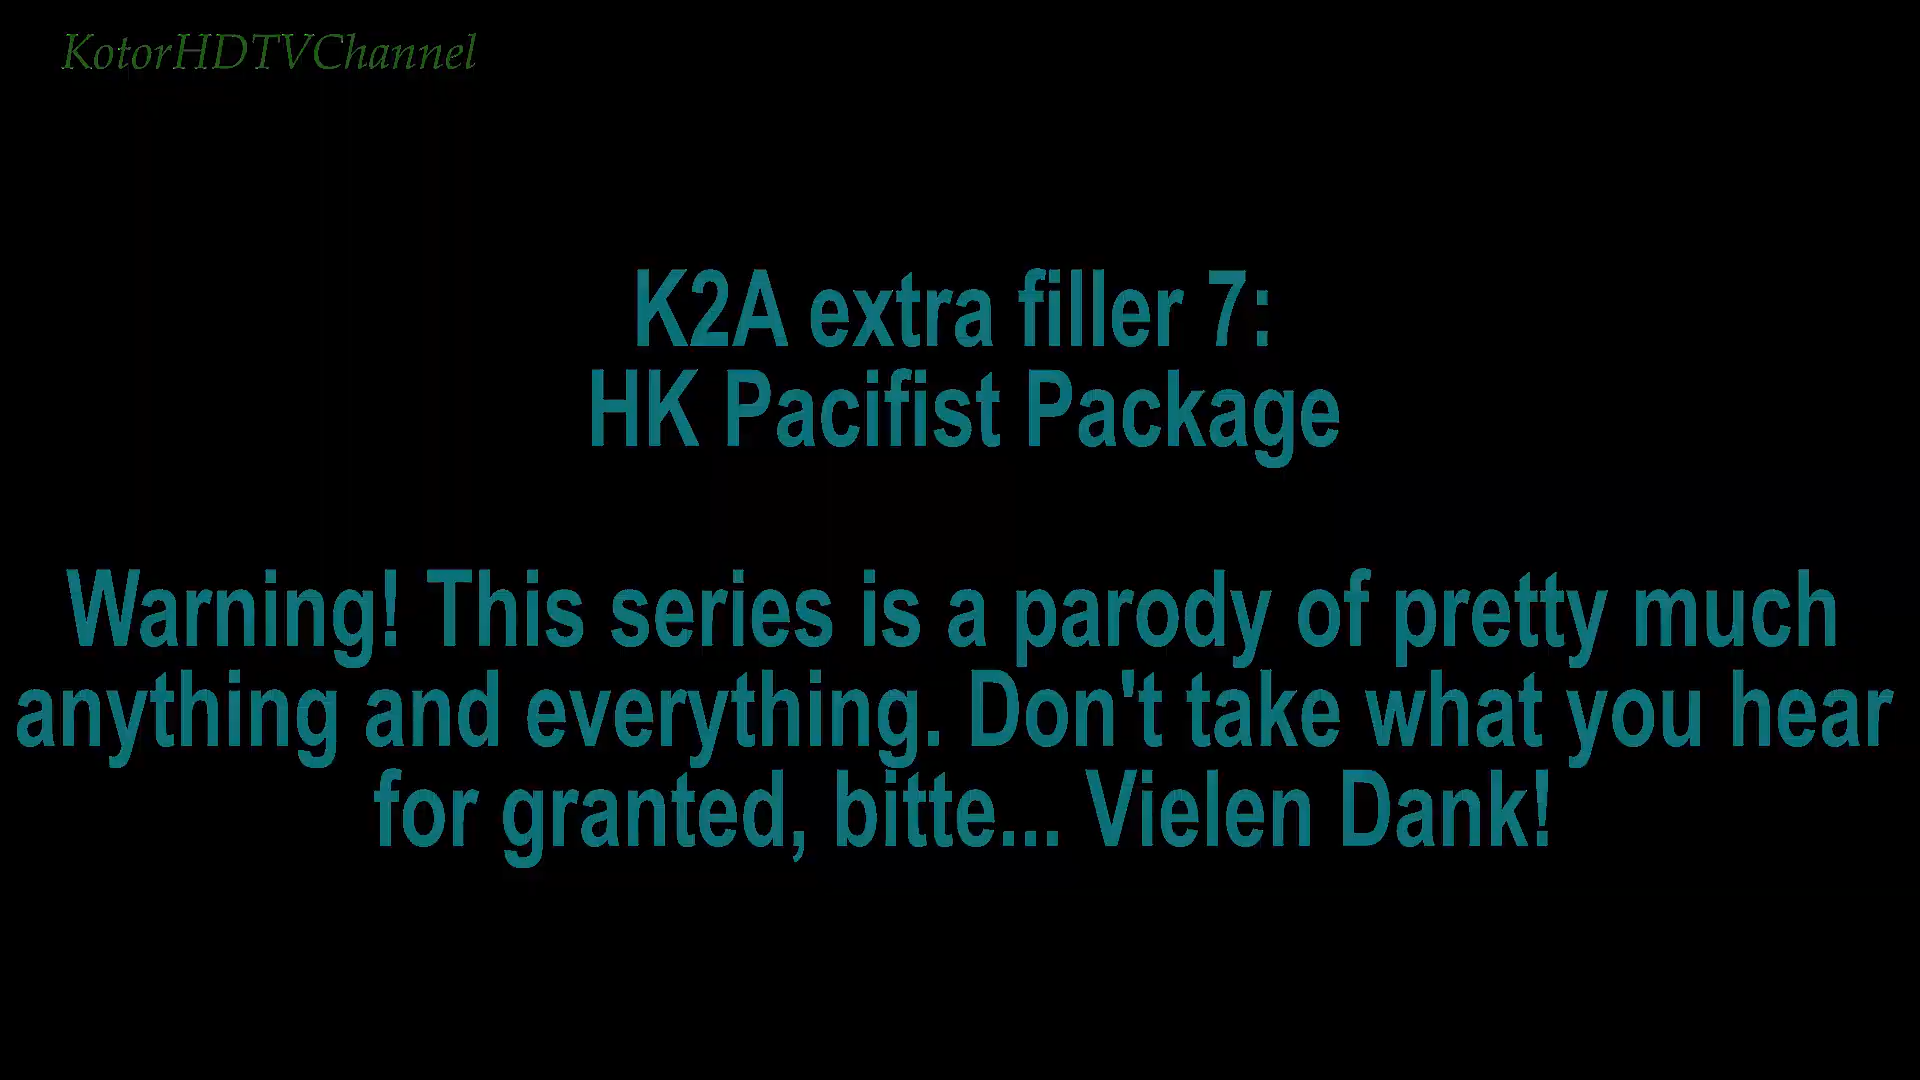 KotorHDTVChannel
K2A extra filler 7:
HK Pacifist Package
Warning! This series is a parody of pretty much
anything and everything. Don't take what you hear
for granted, bitte... Vielen Dank!